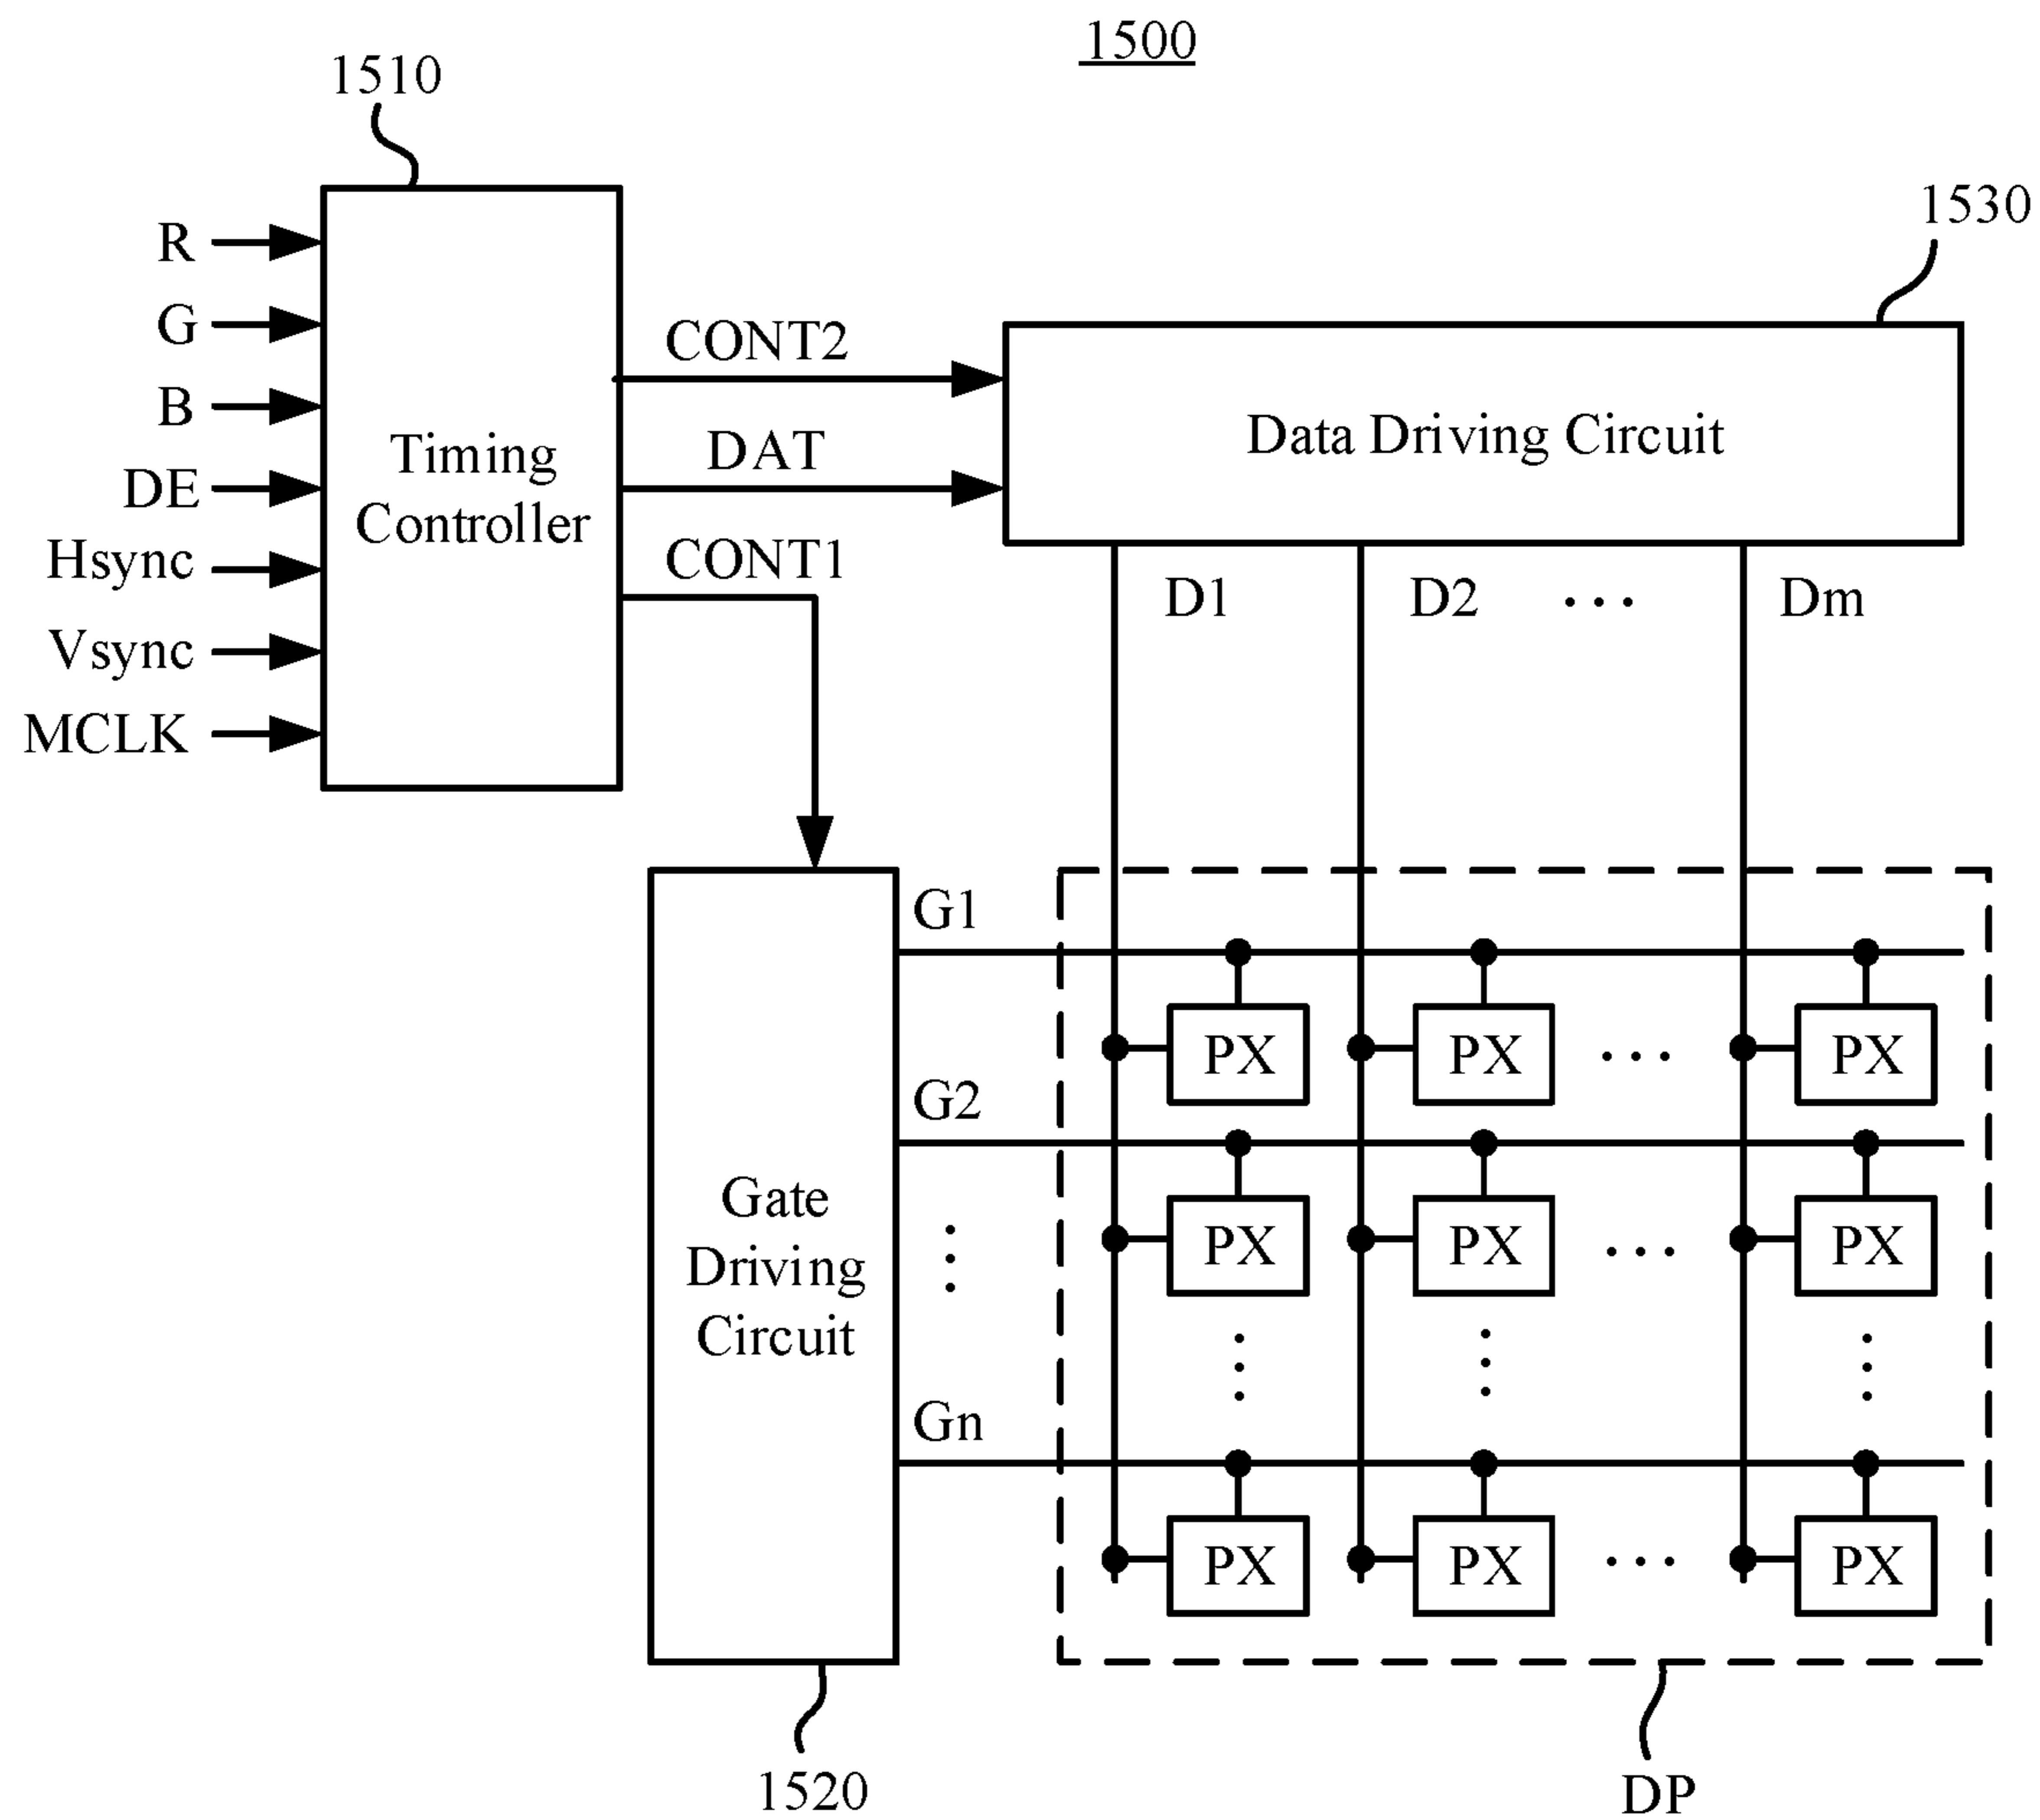 1500
1510
1530
R
G
B
DE
Hsync
Vsync
MCLK
Timing
Controller
CONT2
DAT
CONT1
Data Driving Circuit
D1 D2 ... Dm
G1
G2
Gn
Gate
Driving
Circuit
PX PX ... PX
PX PX ... PX
PX PX ... PX
1520
DP